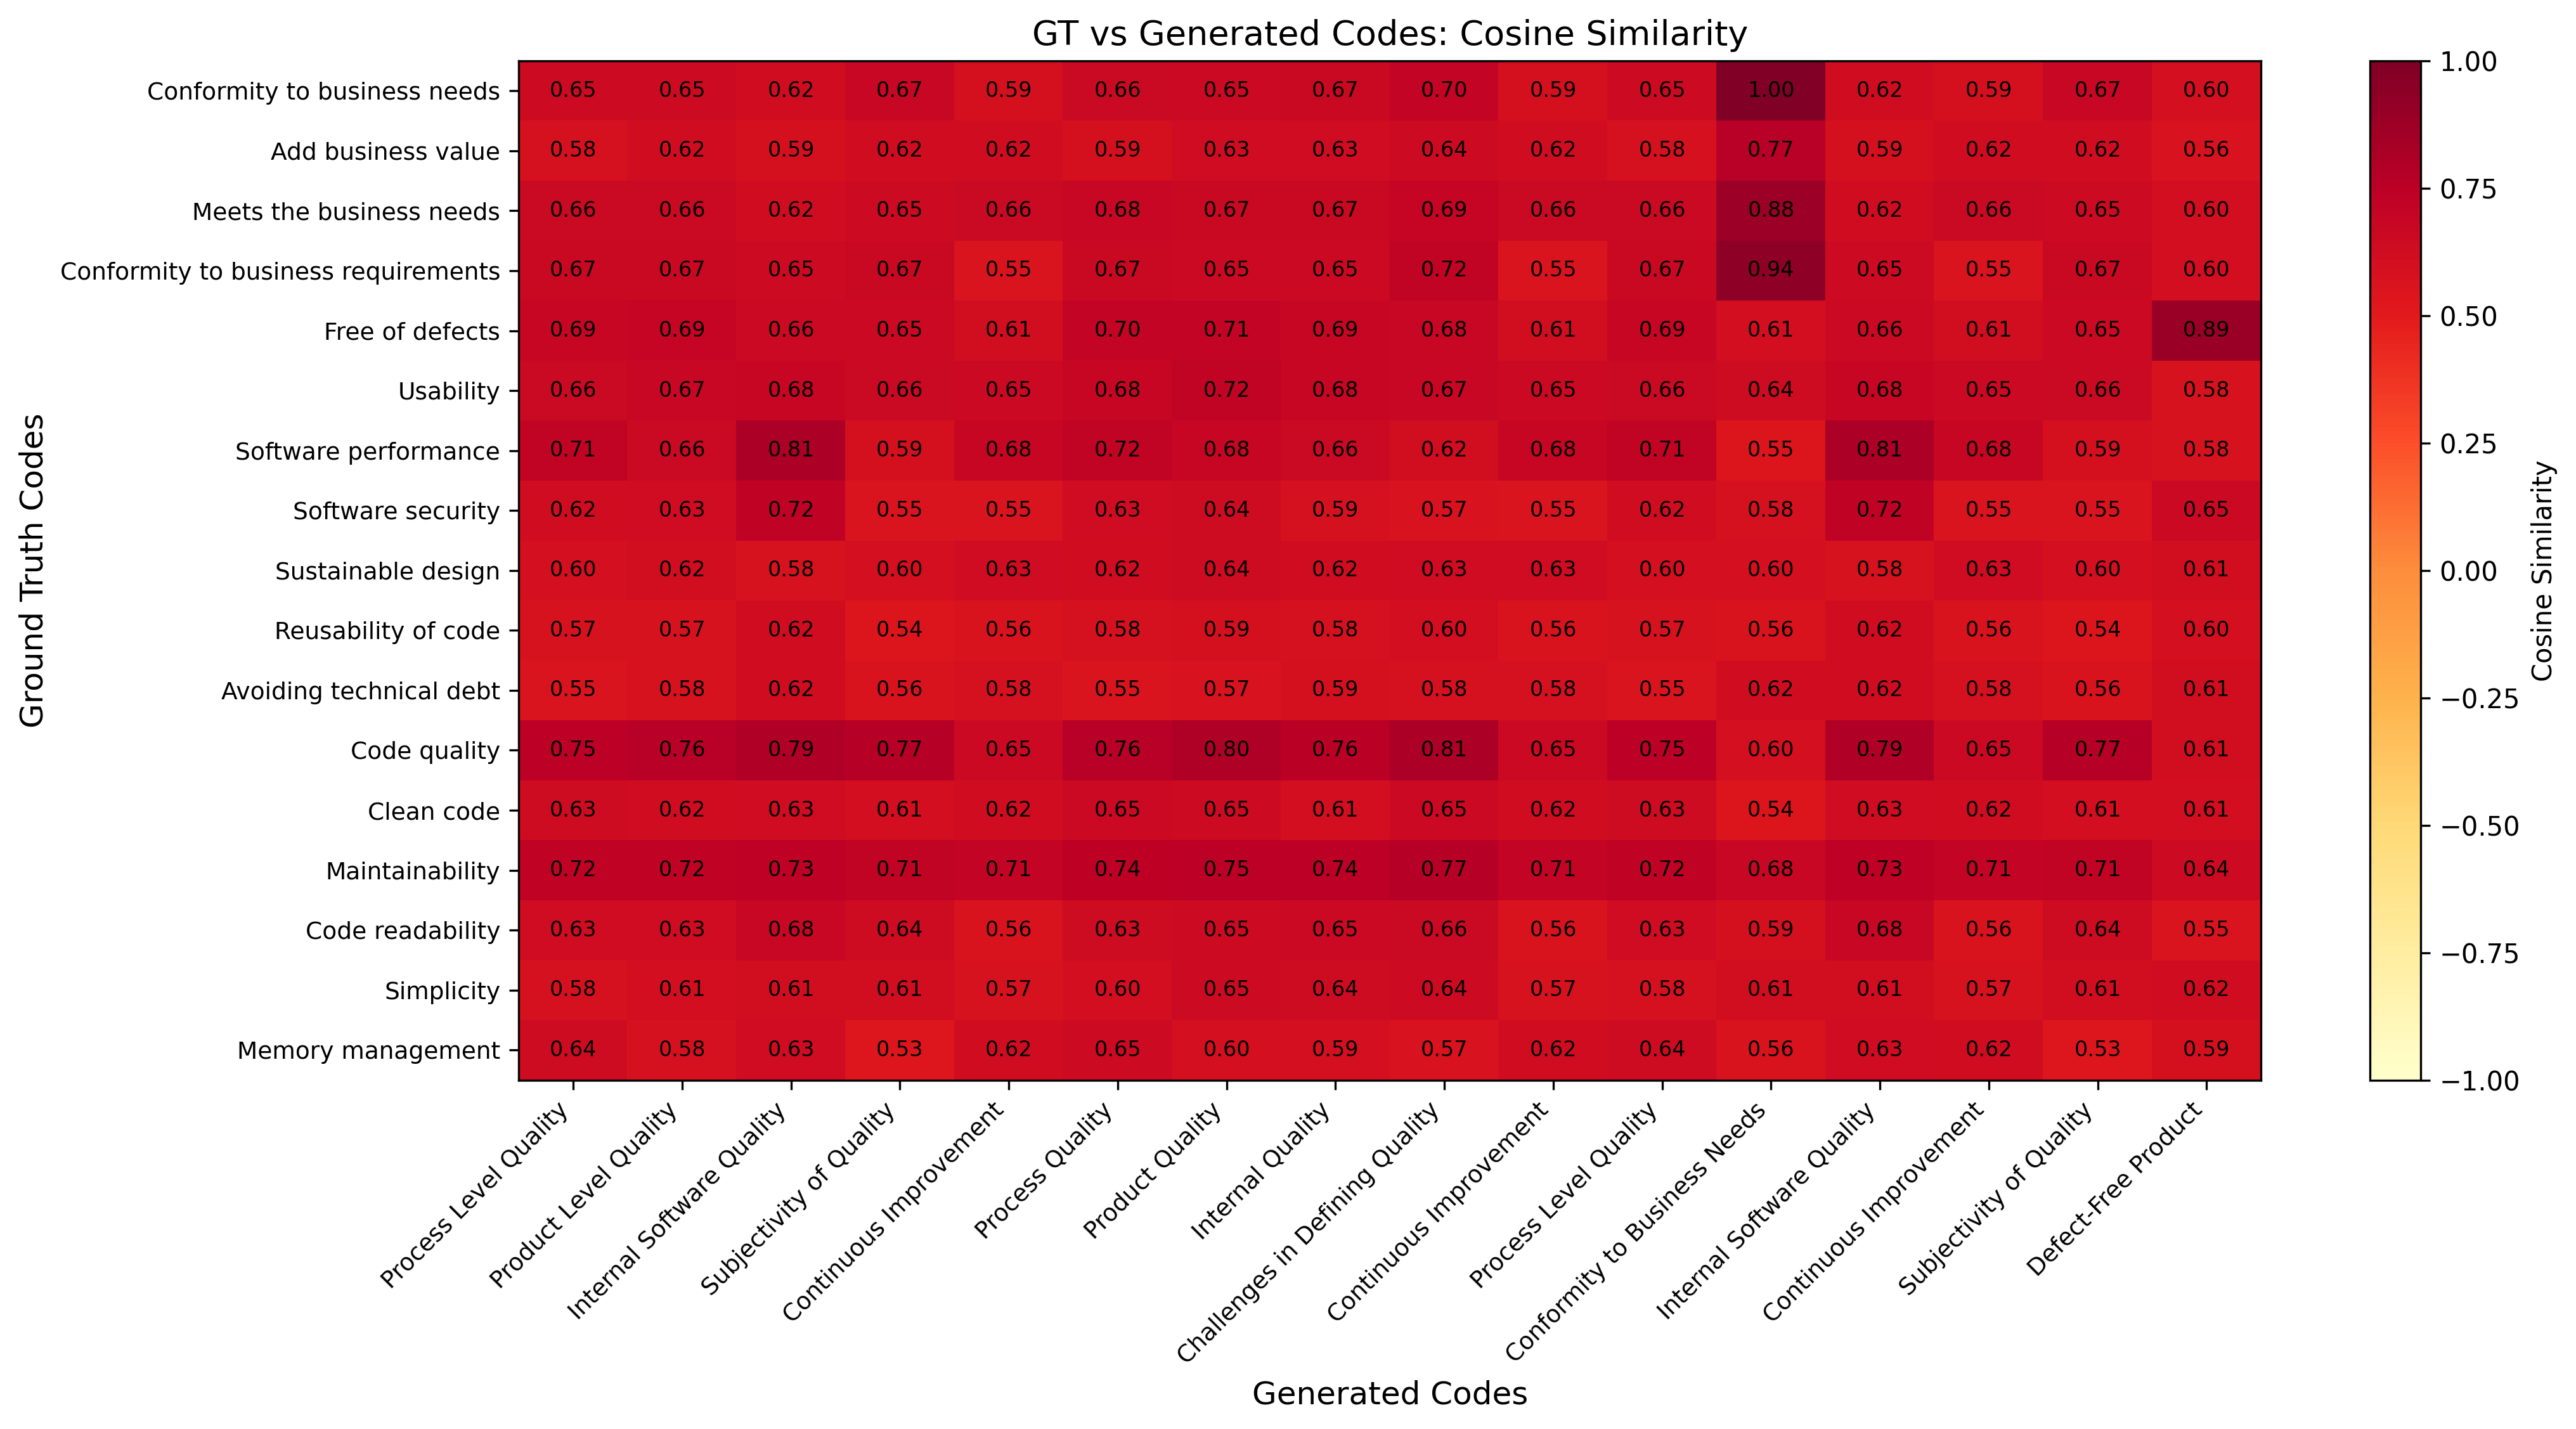 GT vs Generated Codes: Cosine Similarity
Ground Truth Codes
Conformity to business needs 0.65 0.65 0.62 0.67 0.59 0.66 0.65 0.67 0.70 0.59 0.65 1.00 0.62 0.59 0.67 0.60
Add business value 0.58 0.62 0.59 0.62 0.62 0.59 0.63 0.63 0.64 0.62 0.58 0.77 0.59 0.62 0.62 0.56
Meets the business needs 0.66 0.66 0.62 0.65 0.66 0.68 0.67 0.67 0.69 0.66 0.66 0.88 0.62 0.66 0.65 0.60
Conformity to business requirements 0.67 0.67 0.65 0.67 0.55 0.67 0.65 0.65 0.72 0.55 0.67 0.94 0.65 0.55 0.67 0.60
Free of defects 0.69 0.69 0.66 0.65 0.61 0.70 0.71 0.69 0.68 0.61 0.69 0.61 0.66 0.61 0.65 0.89
Usability 0.66 0.67 0.68 0.66 0.65 0.68 0.72 0.68 0.67 0.65 0.66 0.64 0.68 0.65 0.66 0.58
Software performance 0.71 0.66 0.81 0.59 0.68 0.72 0.68 0.66 0.62 0.68 0.71 0.55 0.81 0.68 0.59 0.58
Software security 0.62 0.63 0.72 0.55 0.55 0.63 0.64 0.59 0.57 0.55 0.62 0.58 0.72 0.55 0.55 0.65
Sustainable design 0.60 0.62 0.58 0.60 0.63 0.62 0.64 0.62 0.63 0.63 0.60 0.60 0.58 0.63 0.60 0.61
Reusability of code 0.57 0.57 0.62 0.54 0.56 0.58 0.59 0.58 0.60 0.56 0.57 0.56 0.62 0.56 0.54 0.60
Avoiding technical debt 0.55 0.58 0.62 0.56 0.58 0.55 0.57 0.59 0.58 0.58 0.55 0.62 0.62 0.58 0.56 0.61
Code quality 0.75 0.76 0.79 0.77 0.65 0.76 0.80 0.76 0.81 0.65 0.75 0.60 0.79 0.65 0.77 0.61
Clean code 0.63 0.62 0.63 0.61 0.62 0.65 0.65 0.61 0.65 0.62 0.63 0.54 0.63 0.62 0.61 0.61
Maintainability 0.72 0.72 0.73 0.71 0.71 0.74 0.75 0.74 0.77 0.71 0.72 0.68 0.73 0.71 0.71 0.64
Code readability 0.63 0.63 0.68 0.64 0.56 0.63 0.65 0.65 0.66 0.56 0.63 0.59 0.68 0.56 0.64 0.55
Simplicity 0.58 0.61 0.61 0.61 0.57 0.60 0.65 0.64 0.64 0.57 0.58 0.61 0.61 0.57 0.61 0.62
Memory management 0.64 0.58 0.63 0.53 0.62 0.65 0.60 0.59 0.57 0.62 0.64 0.56 0.63 0.62 0.53 0.59
Process Level Quality
Product Level Quality
Internal Software Quality
Subjectivity of Quality
Continuous Improvement
Process Quality
Product Quality
Internal Quality
Challenges in Defining Quality
Continuous Improvement
Process Level Quality
Conformity to Business Needs
Internal Software Quality
Continuous Improvement
Subjectivity of Quality
Defect-Free Product
Generated Codes
1.00
0.75
0.50
0.25
0.00
−0.25
−0.50
−0.75
−1.00
Cosine Similarity